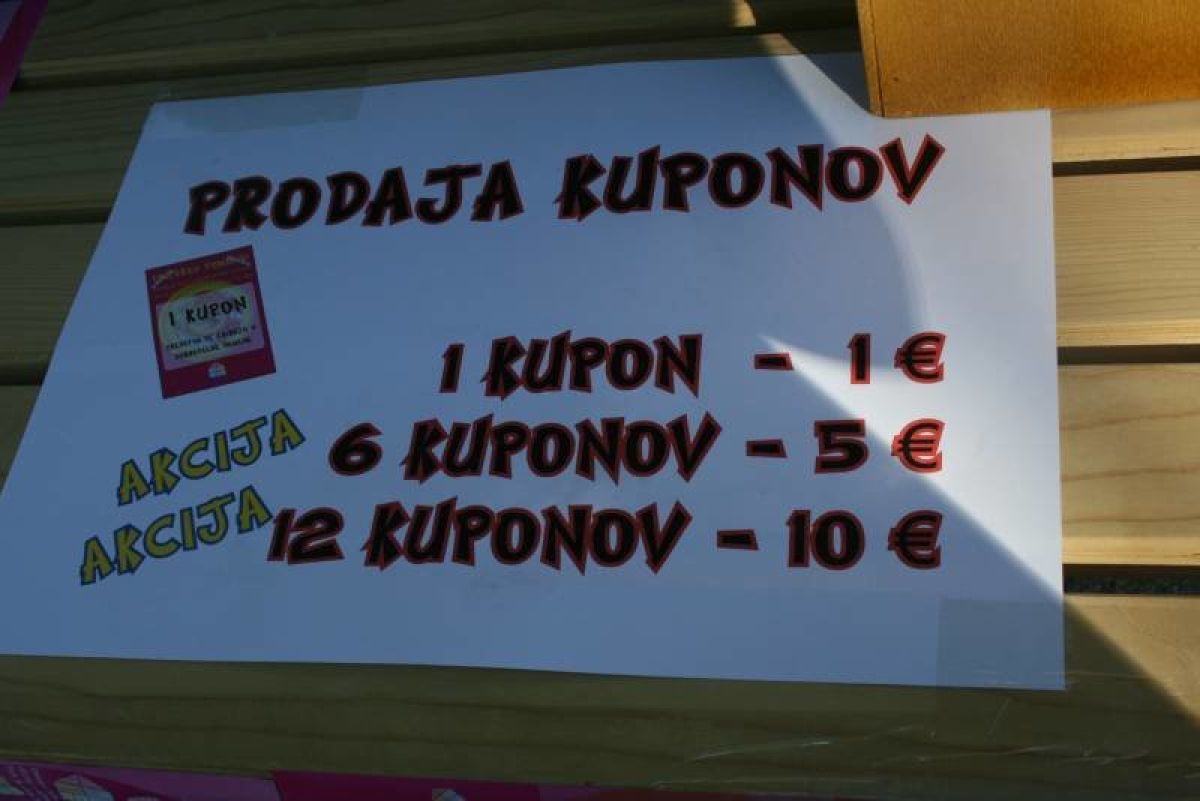 PRODAJA KUPONOV
1 KUPON
1 KUPON - 1 €
AKCIJA 6 KUPONOV - 5 €
AKCIJA 12 KUPONOV - 10 €